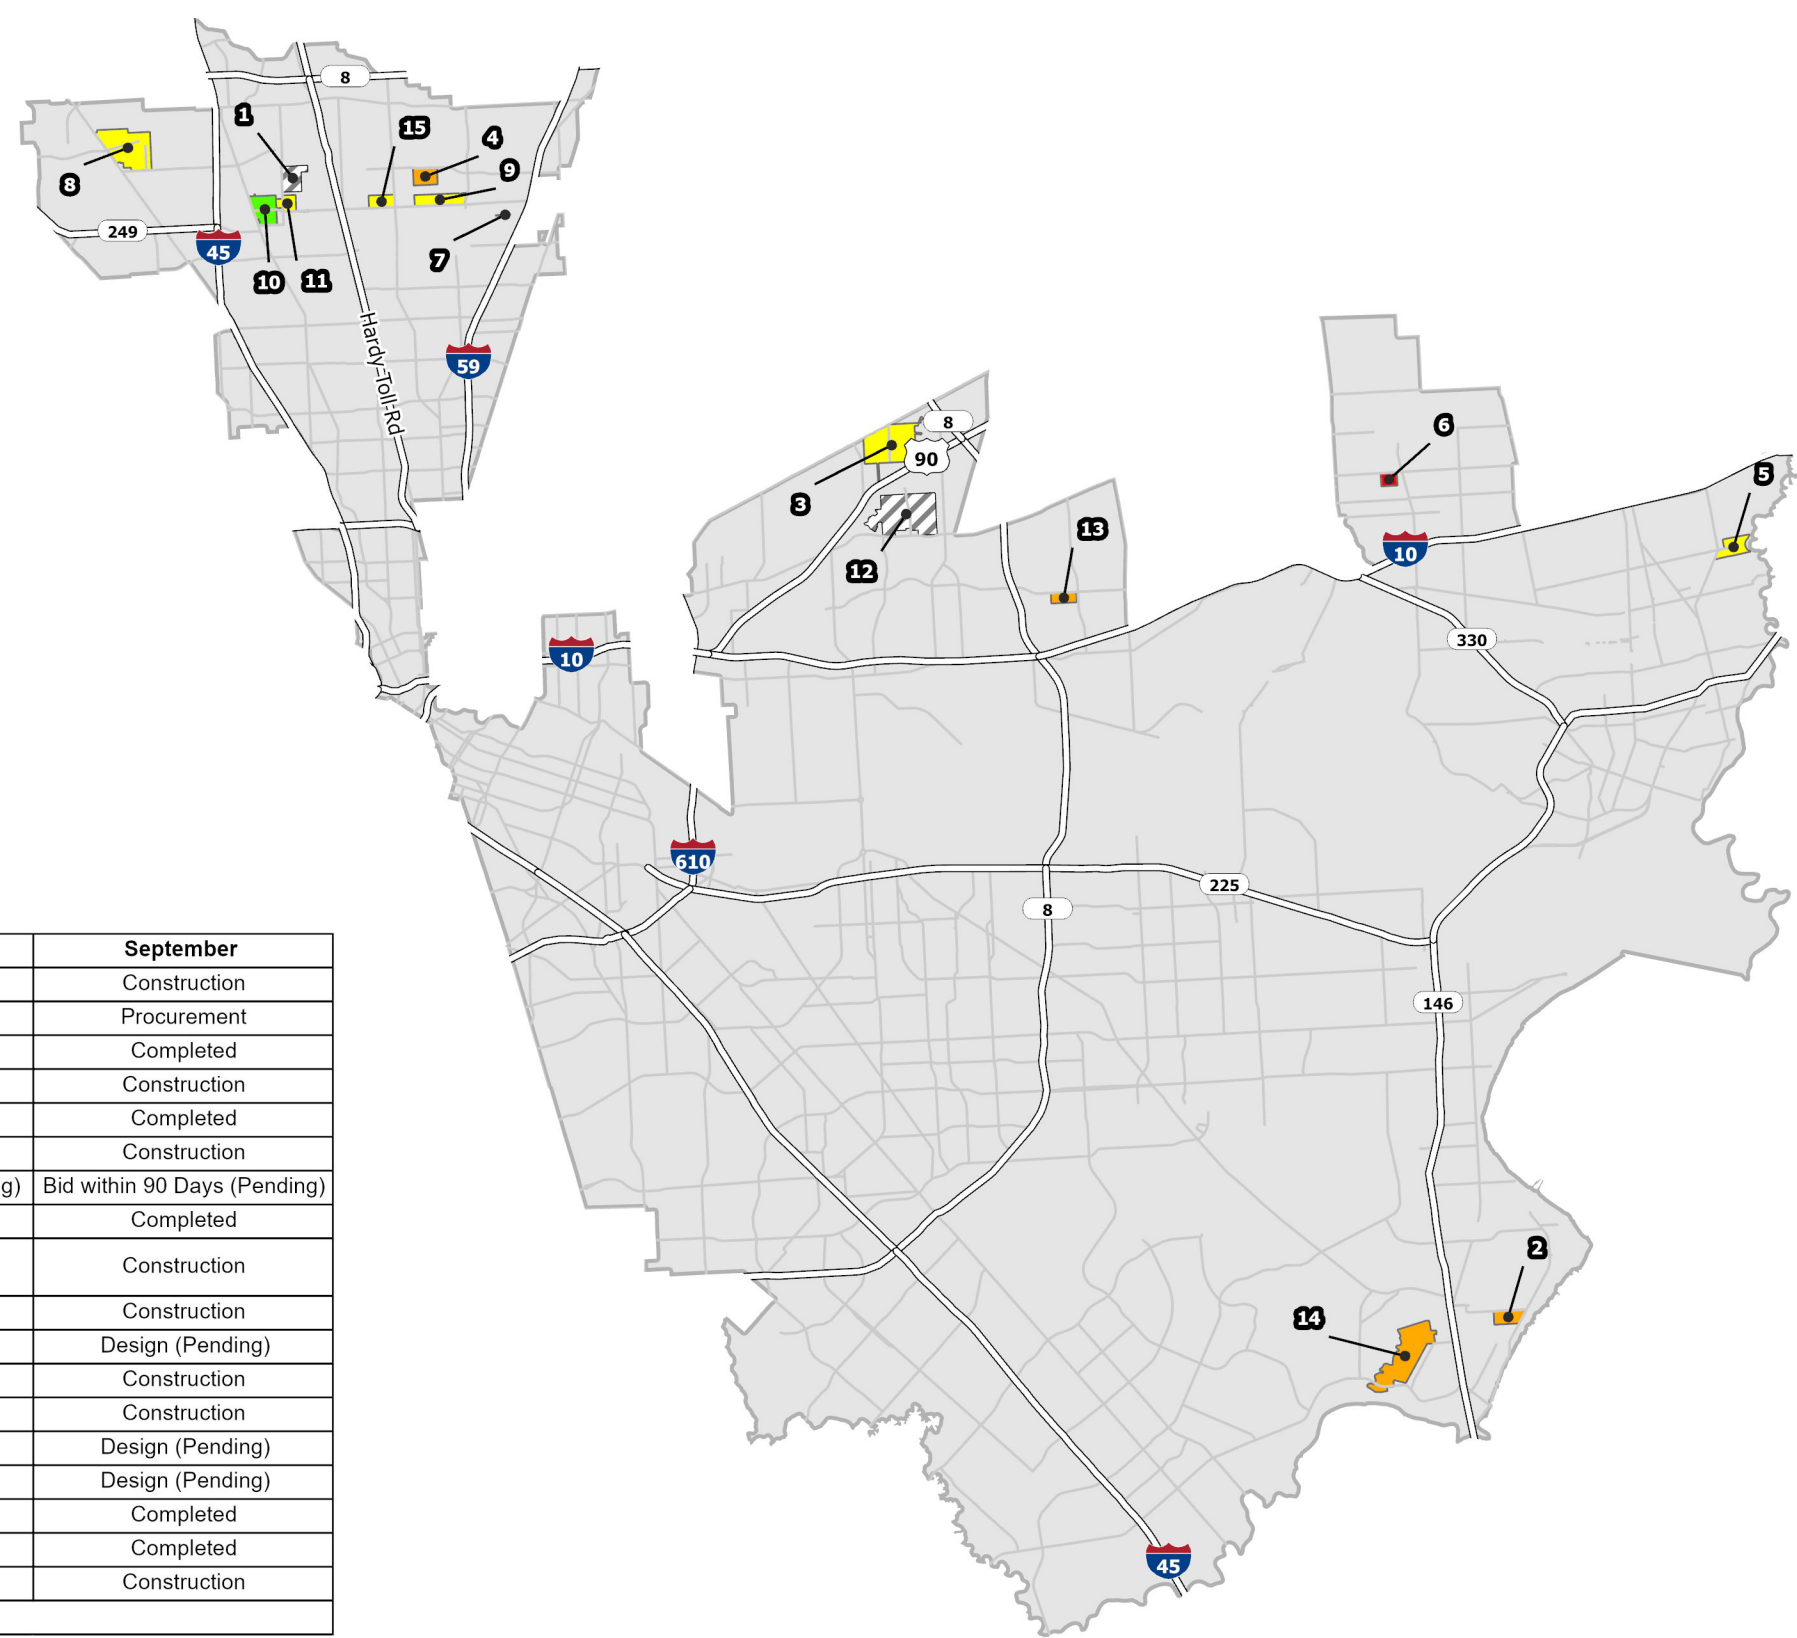 8
1
15
4
9
8
7
249
45
10
11
Hardy-Toll-Rd
59
8
90
3
6
5
12
13
10
330
10
610
225
8
146
2
14
45
September
Construction
Procurement
Completed
Construction
Completed
Construction
g) Bid within 90 Days (Pending)
Completed
Construction
Construction
Design (Pending)
Construction
Construction
Design (Pending)
Design (Pending)
Completed
Completed
Construction